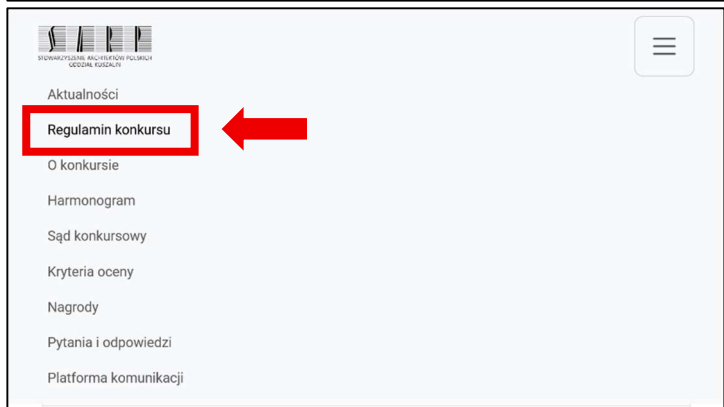 SARP
STOWARZYSZENIE ARCHITEKTÓW POLSKICH
ODDZIAŁ KOSZALIN
Aktualności
Regulamin konkursu
O konkursie
Harmonogram
Sąd konkursowy
Kryteria oceny
Nagrody
Pytania i odpowiedzi
Platforma komunikacji